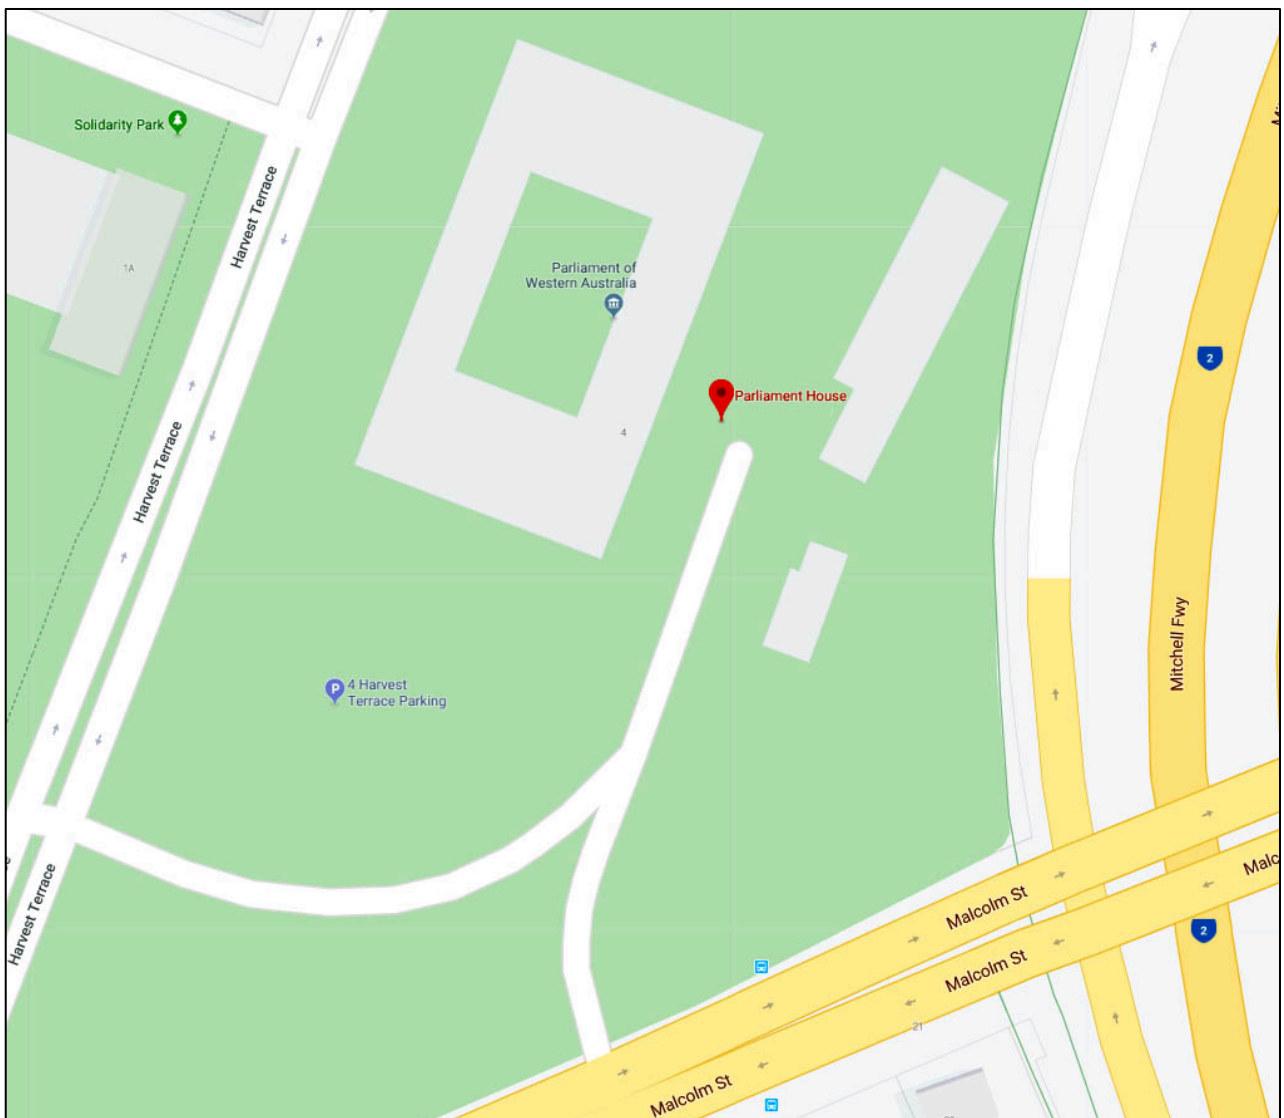 Solidarity Park
Harvest Terrace
1A
Parliament of
Western Australia
2
Parliament House
4
Harvest Terrace
Mitchell Fwy
P
4 Harvest
Terrace Parking
Harvest Terrace
Malcolm St
2
Malcolm St
21
Malcolm St